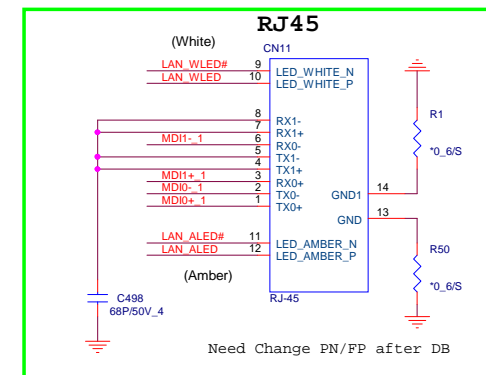 RJ45
(White)
CN11
LAN_WLED# 9 LED_WHITE_N
LAN_WLED 10 LED_WHITE_P
8 RX1-
7 RX1+
MDI1-_1 6 RX0-
5 TX1-
4 TX1+
MDI1+_1 3 RX0+
MDI0-_1 2 TX0-
MDI0+_1 1 TX0+
GND1 14
GND 13
LAN_ALED# 11 LED_AMBER_N
LAN_ALED 12 LED_AMBER_P
(Amber)
RJ-45
R1
*0_6/S
R50
*0_6/S
C498
68P/50V_4
Need Change PN/FP after DB